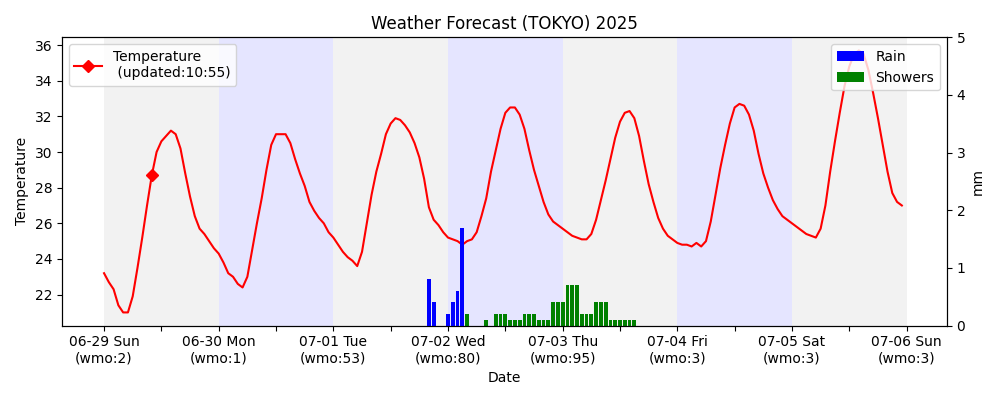 Weather Forecast (TOKYO) 2025
Temperature
(updated:10:55)
Rain
Showers
36
34
32
30
28
26
24
22
Temperature
5
4
3
2
1
0
mm
06-29 Sun
(wmo:2)
06-30 Mon
(wmo:1)
07-01 Tue
(wmo:53)
07-02 Wed
(wmo:80)
07-03 Thu
(wmo:95)
07-04 Fri
(wmo:3)
07-05 Sat
(wmo:3)
07-06 Sun
(wmo:3)
Date